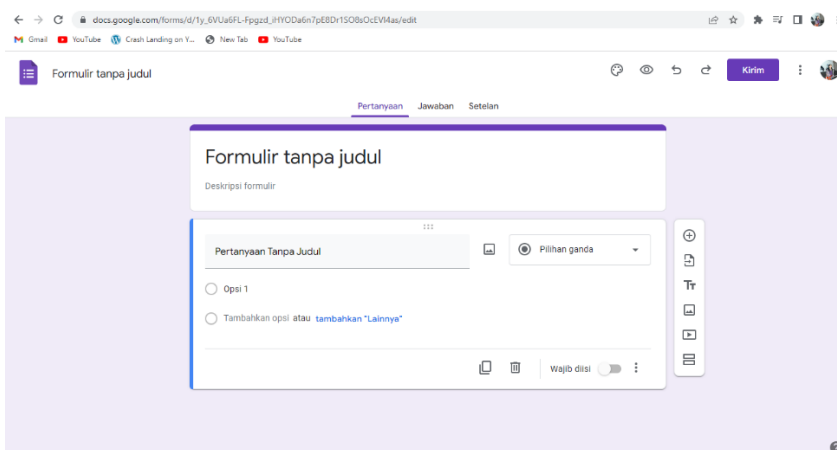 docs.google.com/forms/d/1y_6VUa6FL-Fpgzd_iHYODa6n7pE8Dr1SO8sOcEVl4as/edit
Gmail YouTube Crash Landing on Y... New Tab YouTube
Formulir tanpa judul
Kirim
Pertanyaan Jawaban Setelan
Formulir tanpa judul
Deskripsi formulir
Pertanyaan Tanpa Judul
Pilihan ganda
Opsi 1
Tambahkan opsi atau tambahkan "Lainnya"
Wajib diisi